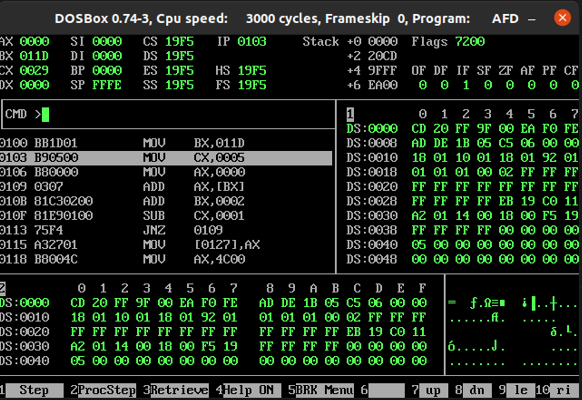 DOSBox 0.74-3, Cpu speed: 3000 cycles, Frameskip 0, Program: AFD
AX 0000 SI 0000 CS 19F5 IP 0103 Stack +0 0000 Flags 7200
BX 011D DI 0000 DS 19F5 +2 20CD
CX 0029 BP 0000 ES 19F5 HS 19F5 +4 9FFF OF DF IF SF ZF AF PF CF
DX 0000 SP FFFE SS 19F5 FS 19F5 +6 EA00 0 0 1 0 0 0 0 0
CMD > 1 0 1 2 3 4 5 6 7
DS:0000 CD 20 FF 9F 00 EA F0 FE
DS:0008 AD DE 1B 05 C5 06 00 00
0100 BB1D01 MOV BX,011D DS:0010 18 01 10 01 18 01 92 01
0103 B90500 MOV CX,0005 DS:0018 01 01 01 00 02 FF FF FF
0106 B80000 MOV AX,0000 DS:0020 FF FF FF FF FF FF FF FF
0109 0307 ADD AX,[BX] DS:0028 FF FF FF FF EB 19 C0 11
010B 81C30200 ADD BX,0002 DS:0030 A2 01 14 00 18 00 F5 19
010F 81E90100 SUB CX,0001 DS:0038 FF FF FF FF 00 00 00 00
0113 75F4 JNZ 0109 DS:0040 05 00 00 00 00 00 00 00
0115 A32701 MOV [0127],AX DS:0048 00 00 00 00 00 00 00 00
0118 B8004C MOV AX,4C00
2 0 1 2 3 4 5 6 7 8 9 A B C D E F
DS:0000 CD 20 FF 9F 00 EA F0 FE AD DE 1B 05 C5 06 00 00
DS:0010 18 01 10 01 18 01 92 01 01 01 01 00 02 FF FF FF
DS:0020 FF FF FF FF FF FF FF FF FF FF FF FF EB 19 C0 11
DS:0030 A2 01 14 00 18 00 F5 19 FF FF FF FF 00 00 00 00
DS:0040 05 00 00 00 00 00 00 00 00 00 00 00 00 00 00 00
1 Step 2 ProcStep 3 Retrieve 4 Help ON 5 BRK Menu 6 7 up 8 dn 9 le 10 ri